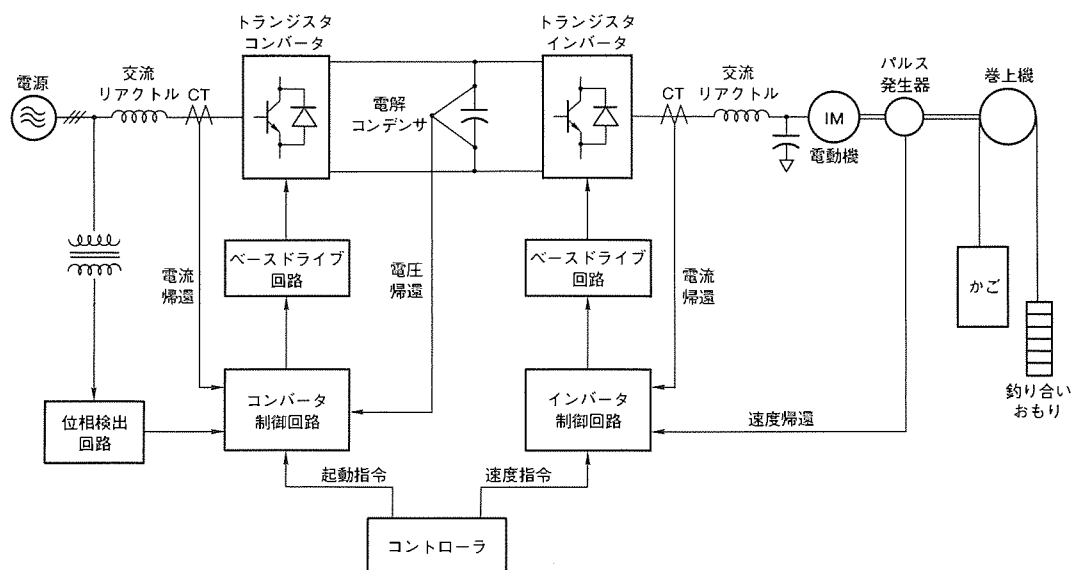 電源
交流
リアクトル
CT
トランジスタ
コンバータ
電解
コンデンサ
トランジスタ
インバータ
CT
交流
リアクトル
IM
電動機
パルス
発生器
巻上機
電流
帰還
ベースドライブ
回路
電圧
帰還
ベースドライブ
回路
電流
帰還
かご
釣り合い
おもり
位相検出
回路
コンバータ
制御回路
インバータ
制御回路
速度帰還
起動指令
速度指令
コントローラ